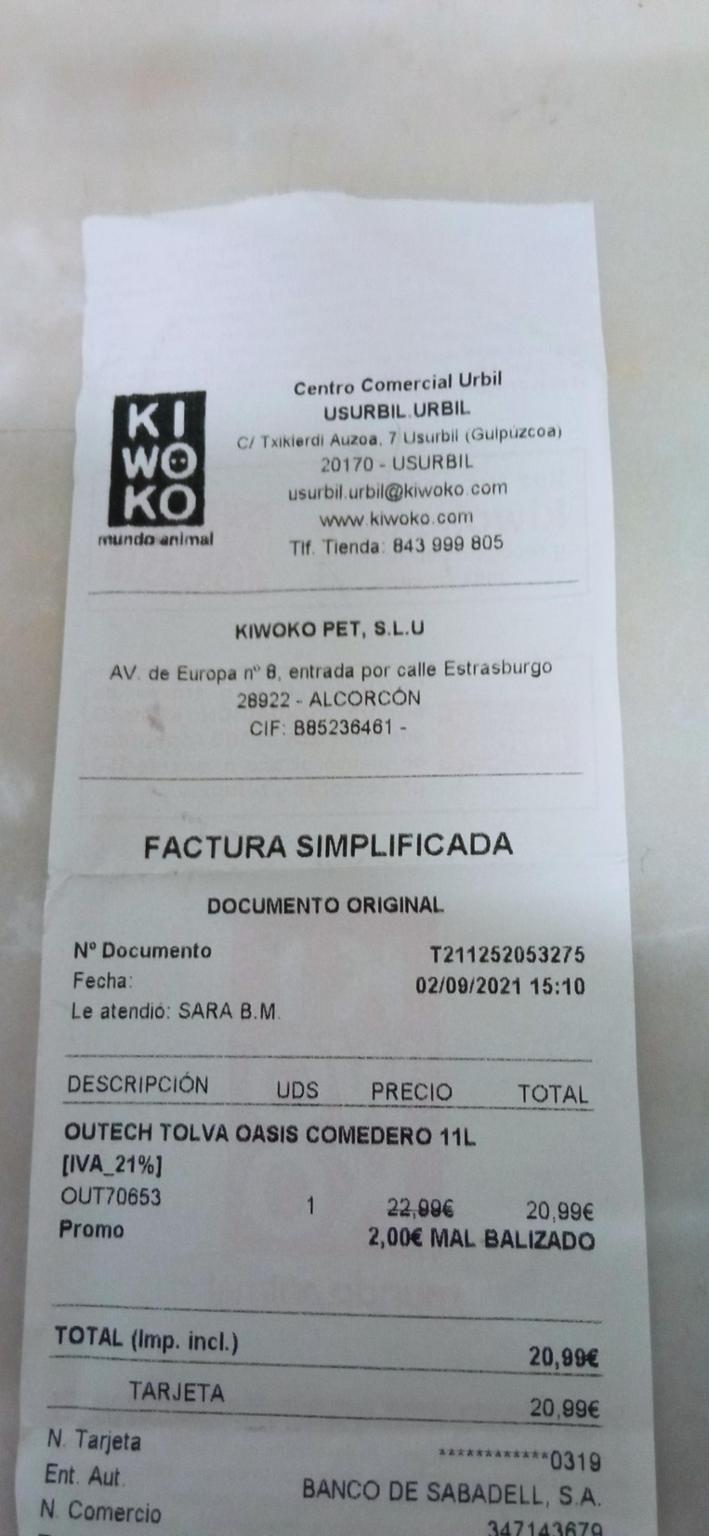 KI
WO
KO
mundo animal
Centro Comercial Urbil
USURBIL.URBIL
C/ Txikierdi Auzoa, 7 Usurbil (Guipúzcoa)
20170 - USURBIL
usurbil.urbil@kiwoko.com
www.kiwoko.com
Tlf. Tienda: 843 999 805
KIWOKO PET, S.L.U
AV. de Europa nº 8, entrada por calle Estrasburgo
28922 - ALCORCÓN
CIF: B85236461 -
FACTURA SIMPLIFICADA
DOCUMENTO ORIGINAL
Nº Documento T211252053275
Fecha: 02/09/2021 15:10
Le atendió: SARA B.M.
DESCRIPCIÓN UDS PRECIO TOTAL
OUTECH TOLVA OASIS COMEDERO 11L
[IVA_21%]
OUT70653 1 22,99€ 20,99€
Promo 2,00€ MAL BALIZADO
TOTAL (Imp. incl.) 20,99€
TARJETA 20,99€
N. Tarjeta ************0319
Ent. Aut. BANCO DE SABADELL, S.A.
N. Comercio 347143679